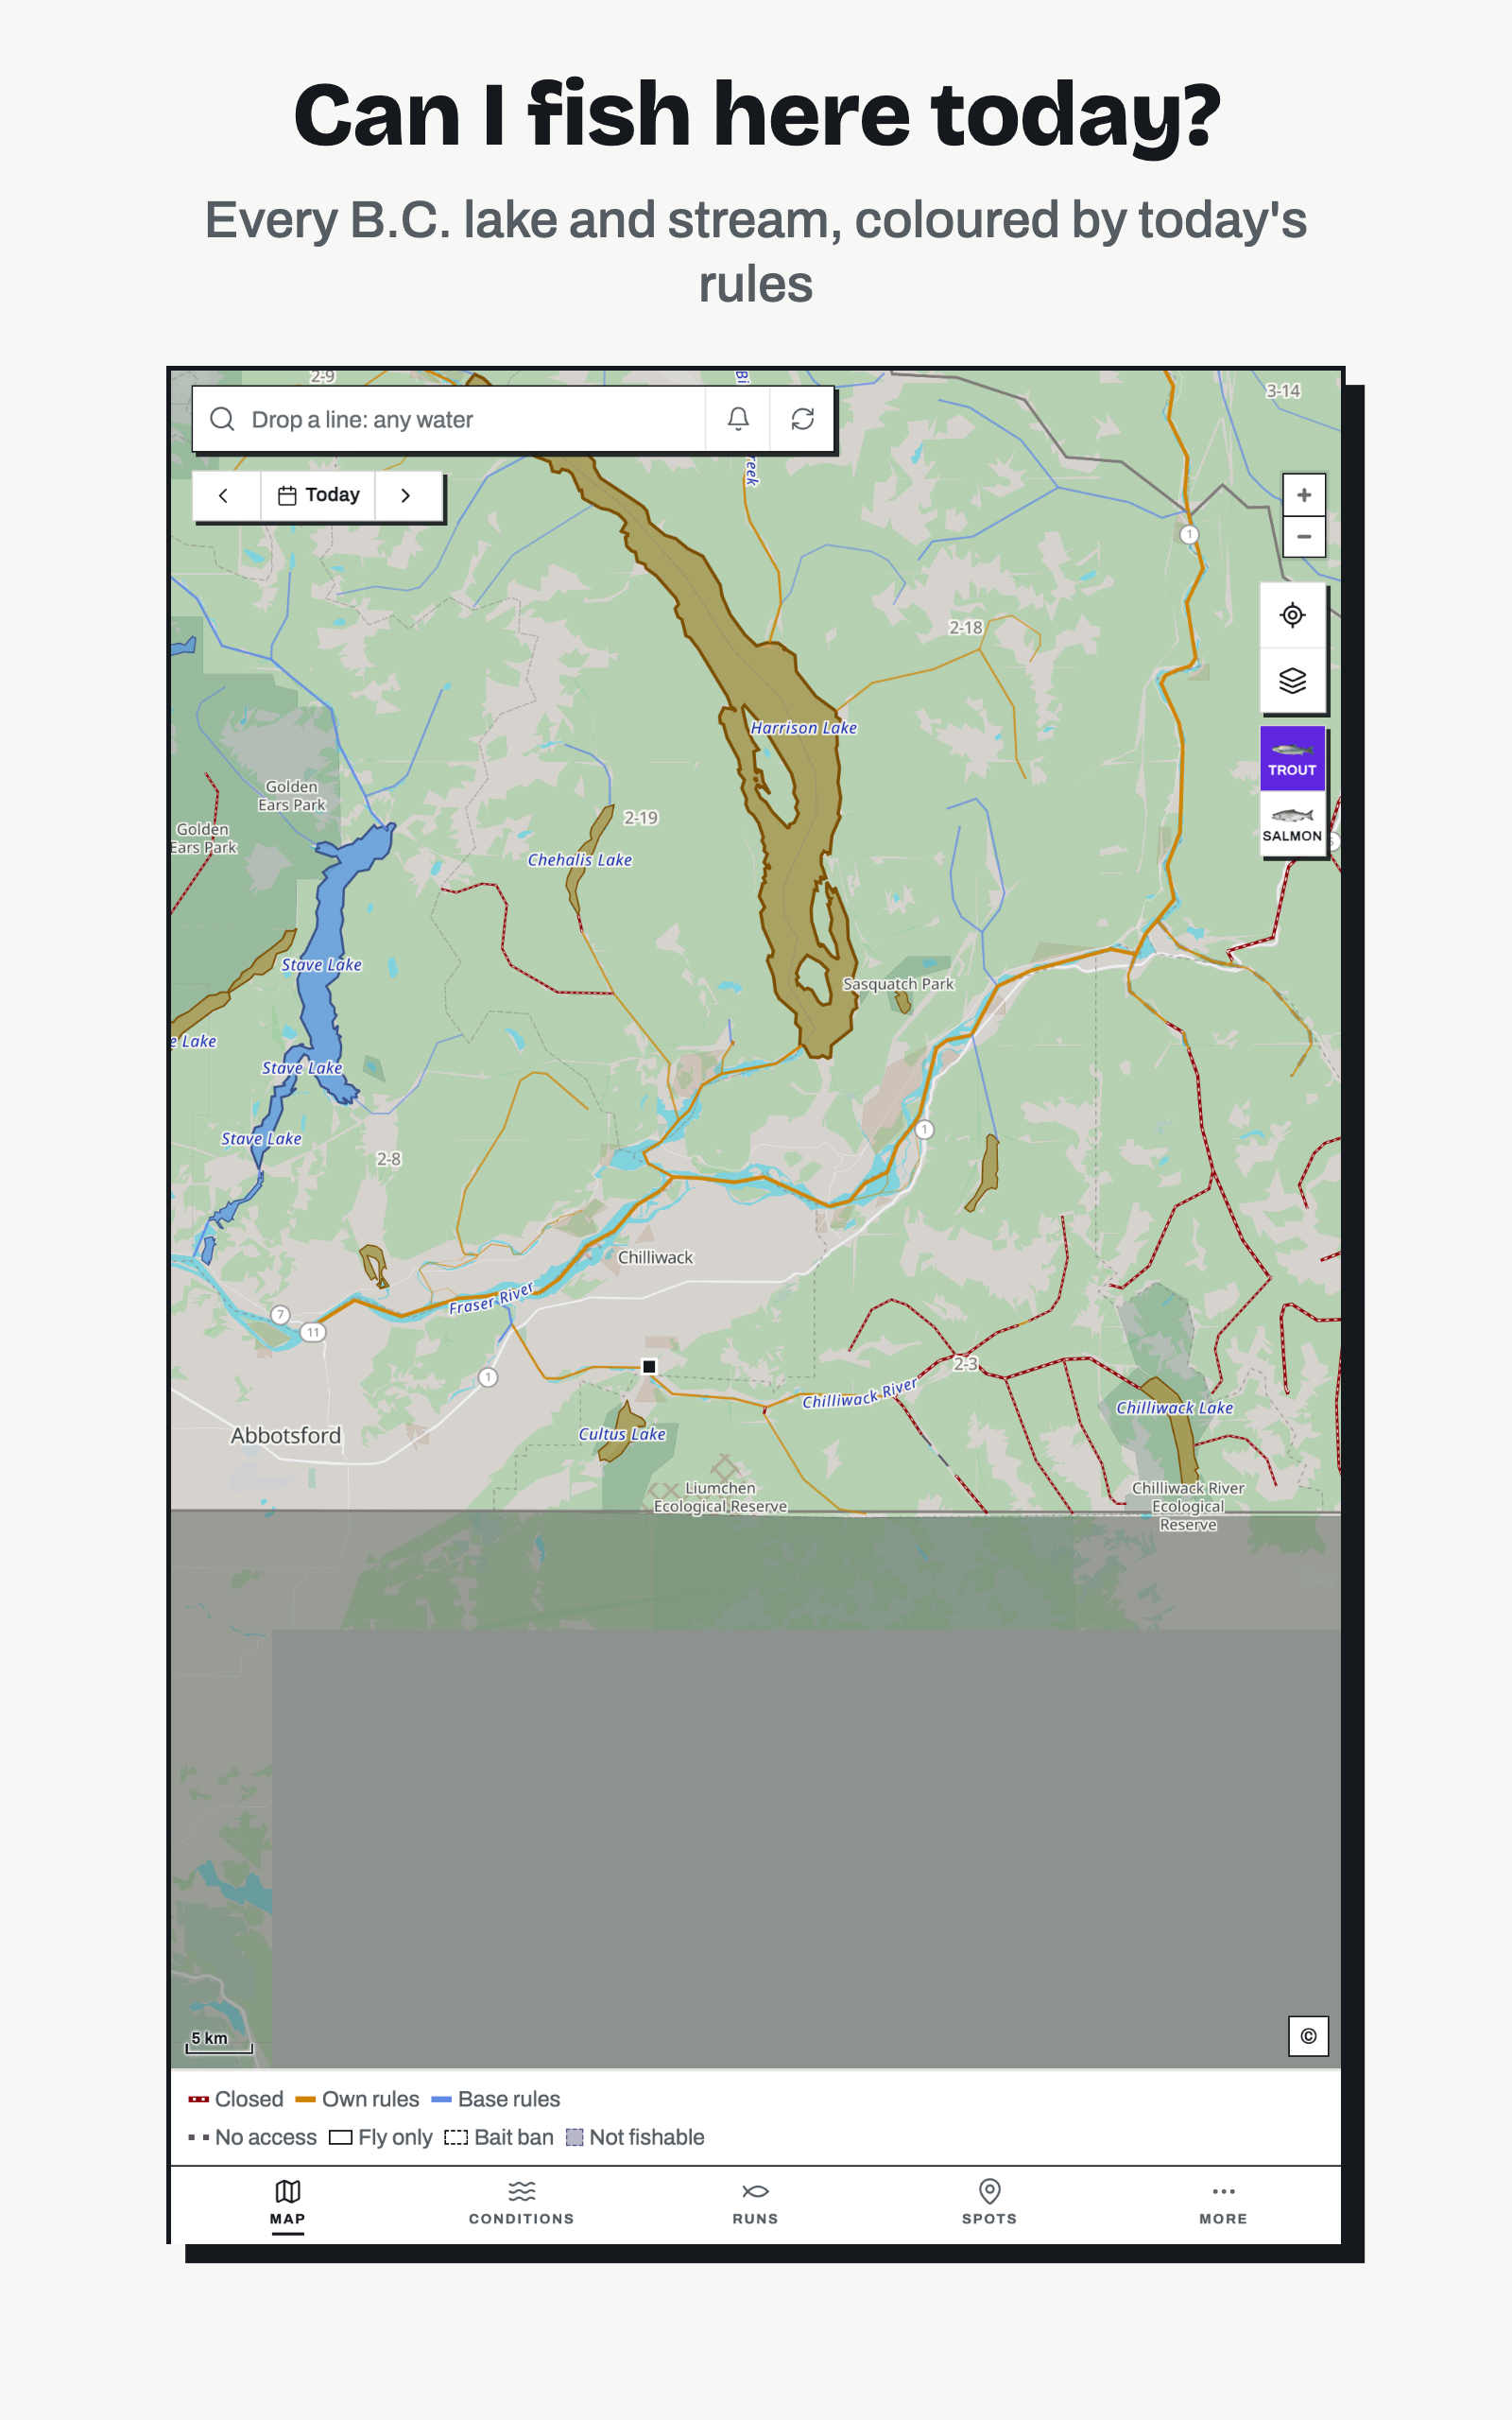 Can I fish here today?
Every B.C. lake and stream, coloured by today's
rules
2-9
3-14
Drop a line: any water
reek
Today
1
2-18
Harrison Lake
TROUT
SALMON
Golden
Ears Park
Golden
Ears Park
2-19
Chehalis Lake
Stave Lake
Sasquatch Park
e Lake
Stave Lake
1
Stave Lake
2-8
Chilliwack
Fraser River
7
11
1
2-3
Chilliwack River
Chilliwack Lake
Abbotsford
Cultus Lake
Liumchen
Ecological Reserve
Chilliwack River
Ecological
Reserve
5 km
©
Closed Own rules Base rules
No access Fly only Bait ban Not fishable
MAP CONDITIONS RUNS SPOTS MORE